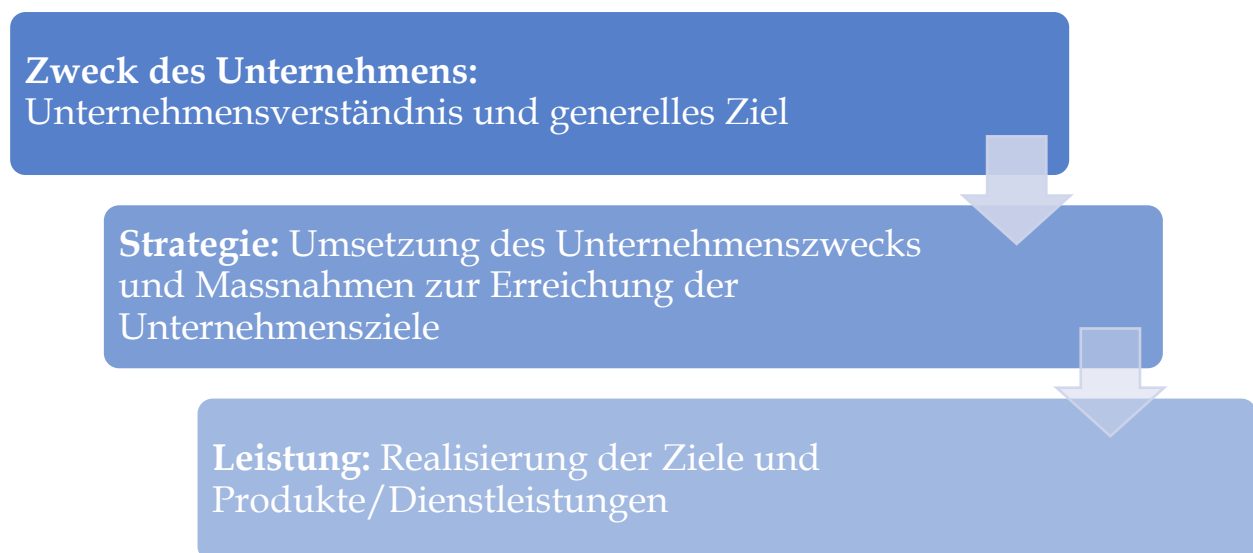 Zweck des Unternehmens:
Unternehmensverständnis und generelles Ziel
Strategie: Umsetzung des Unternehmenszwecks
und Massnahmen zur Erreichung der
Unternehmensziele
Leistung: Realisierung der Ziele und
Produkte/Dienstleistungen